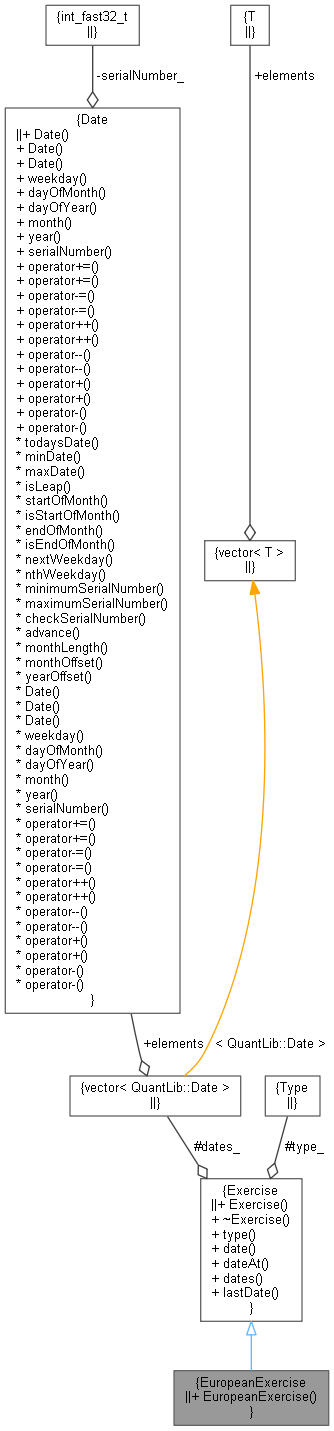 {int_fast32_t
||}
{T
||}
-serialNumber_
+elements
{Date
||+ Date()
+ Date()
+ Date()
+ weekday()
+ dayOfMonth()
+ dayOfYear()
+ month()
+ year()
+ serialNumber()
+ operator+=()
+ operator+=()
+ operator-=()
+ operator-=()
+ operator++()
+ operator++()
+ operator--()
+ operator--()
+ operator+()
+ operator+()
+ operator-()
+ operator-()
* todaysDate()
* minDate()
* maxDate()
* isLeap()
* startOfMonth()
* isStartOfMonth()
* endOfMonth()
* isEndOfMonth()
* nextWeekday()
* nthWeekday()
* minimumSerialNumber()
* maximumSerialNumber()
* checkSerialNumber()
* advance()
* monthLength()
* monthOffset()
* yearOffset()
* Date()
* Date()
* Date()
* weekday()
* dayOfMonth()
* dayOfYear()
* month()
* year()
* serialNumber()
* operator+=()
* operator+=()
* operator-=()
* operator-=()
* operator++()
* operator++()
* operator--()
* operator--()
* operator+()
* operator+()
* operator-()
* operator-()
}
{vector< T >
||}
+elements
< QuantLib::Date >
{vector< QuantLib::Date >
||}
{Type
||}
#dates_
#type_
{Exercise
||+ Exercise()
+ ~Exercise()
+ type()
+ date()
+ dateAt()
+ dates()
+ lastDate()
}
{EuropeanExercise
||+ EuropeanExercise()
}